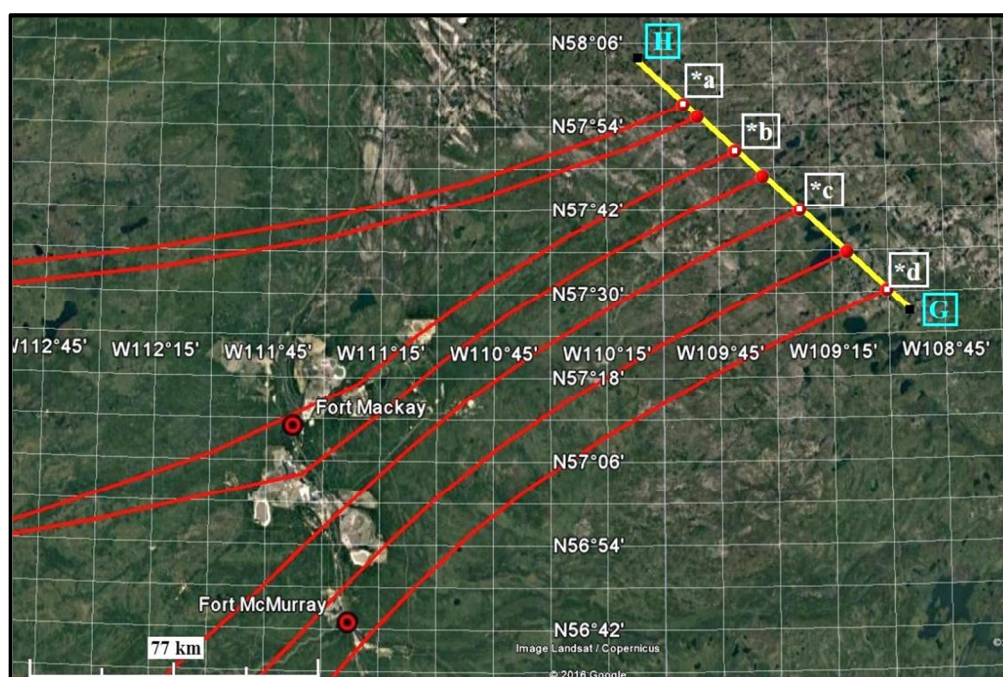 N58°06'
H
*a
N57°54'
*b
N57°42'
*c
N57°30'
*d
G
W112°45'
W112°15'
W111°45'
W111°15'
W110°45'
W110°15'
W109°45'
W109°15'
W108°45'
N57°18'
Fort Mackay
N57°06'
N56°54'
Fort McMurray
N56°42'
77 km
Image Landsat / Copernicus
© 2016 Google